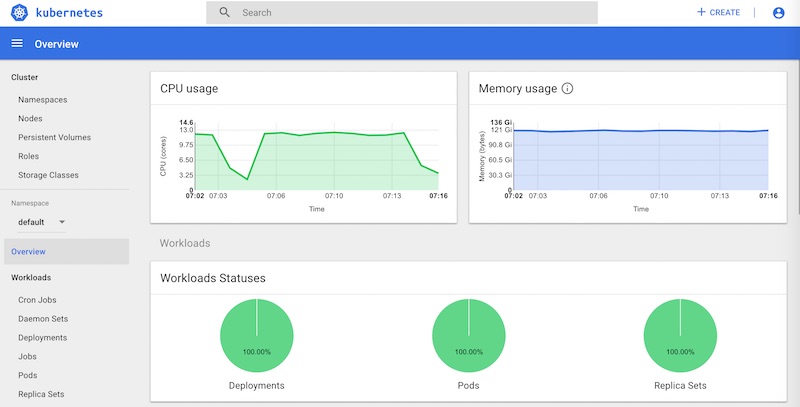 kubernetes
Search
+ CREATE
Overview
Cluster
Namespaces
Nodes
Persistent Volumes
Roles
Storage Classes
Namespace
default
Overview
Workloads
Cron Jobs
Daemon Sets
Deployments
Jobs
Pods
Replica Sets
CPU usage
CPU (cores)
14.6
13.0
9.75
6.50
3.25
0
07:02 07:03 07:06 07:10 07:13 07:16
Time
Memory usage
Memory (bytes)
136 Gi
121 Gi
90.8 Gi
60.5 Gi
30.3 Gi
0
07:02 07:03 07:06 07:10 07:13 07:16
Time
Workloads
Workloads Statuses
100.00% 100.00% 100.00%
Deployments Pods Replica Sets